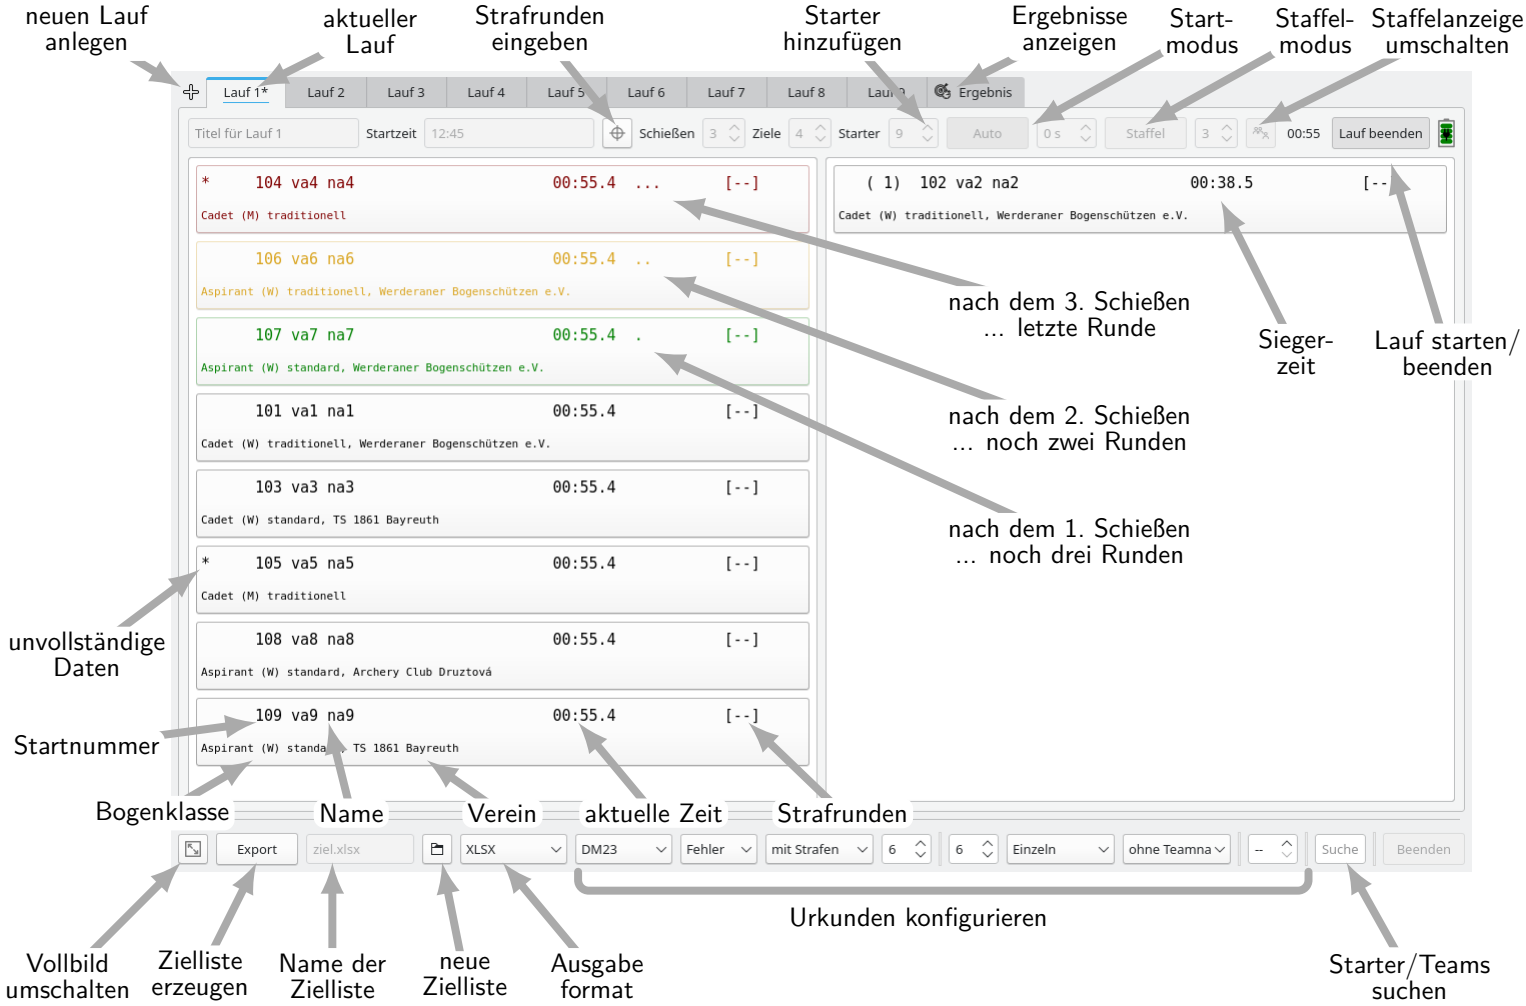 neuen Lauf
anlegen
aktueller
Lauf
Strafrunden
eingeben
Starter
hinzufügen
Ergebnisse
anzeigen
Start-
modus
Staffel-
modus
Staffelanzeige
umschalten
Lauf 1* Lauf 2 Lauf 3 Lauf 4 Lauf 5 Lauf 6 Lauf 7 Lauf 8 Lauf 9 Ergebnis
Titel für Lauf 1 Startzeit 12:45 Schießen 3 Ziele 4 Starter 9 Auto 0 s Staffel 3 00:55 Lauf beenden
* 104 va4 na4 00:55.4 ... [--]
Cadet (M) traditionell
106 va6 na6 00:55.4 .. [--]
Aspirant (W) traditionell, Werderaner Bogenschützen e.V.
107 va7 na7 00:55.4 . [--]
Aspirant (W) standard, Werderaner Bogenschützen e.V.
101 va1 na1 00:55.4 [--]
Cadet (W) traditionell, Werderaner Bogenschützen e.V.
103 va3 na3 00:55.4 [--]
Cadet (W) standard, TS 1861 Bayreuth
* 105 va5 na5 00:55.4 [--]
Cadet (M) traditionell
108 va8 na8 00:55.4 [--]
Aspirant (W) standard, Archery Club Druztová
109 va9 na9 00:55.4 [--]
Aspirant (W) standard, TS 1861 Bayreuth
( 1) 102 va2 na2 00:38.5 [--
Cadet (W) traditionell, Werderaner Bogenschützen e.V.
nach dem 3. Schießen
... letzte Runde
nach dem 2. Schießen
... noch zwei Runden
nach dem 1. Schießen
... noch drei Runden
Sieger-
zeit
Lauf starten/
beenden
unvollständige
Daten
Startnummer
Bogenklasse
Name
Verein
aktuelle Zeit
Strafrunden
Export ziel.xlsx XLSX DM23 Fehler mit Strafen 6 6 Einzeln ohne Teamna -- Suche Beenden
Urkunden konfigurieren
Vollbild
umschalten
Zielliste
erzeugen
Name der
Zielliste
neue
Zielliste
Ausgabe
format
Starter/Teams
suchen